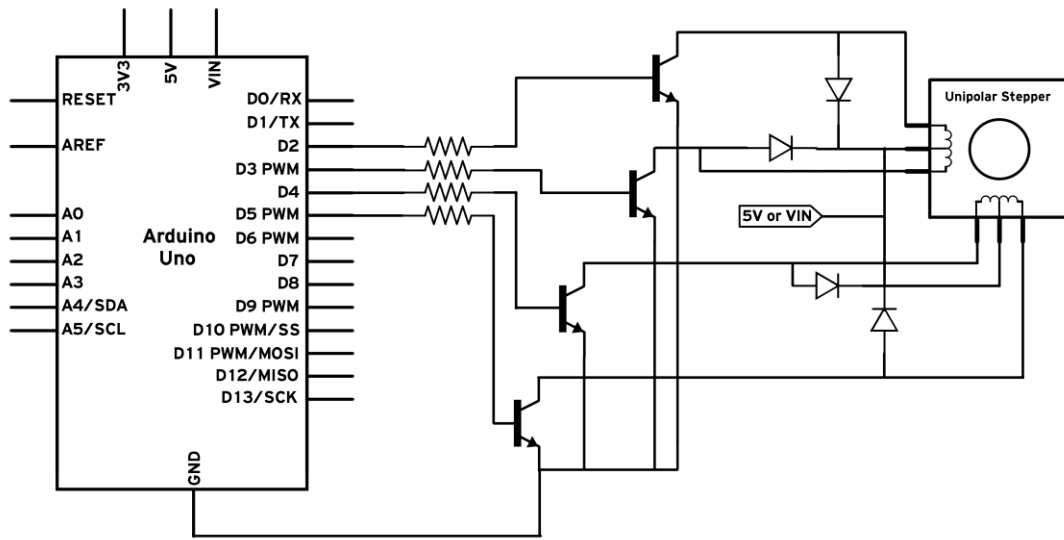 3V3
5V
VIN
RESET
AREF
A0
A1
A2
A3
A4/SDA
A5/SCL
Arduino
Uno
D0/RX
D1/TX
D2
D3 PWM
D4
D5 PWM
D6 PWM
D7
D8
D9 PWM
D10 PWM/SS
D11 PWM/MOSI
D12/MISO
D13/SCK
GND
5V or VIN
Unipolar Stepper